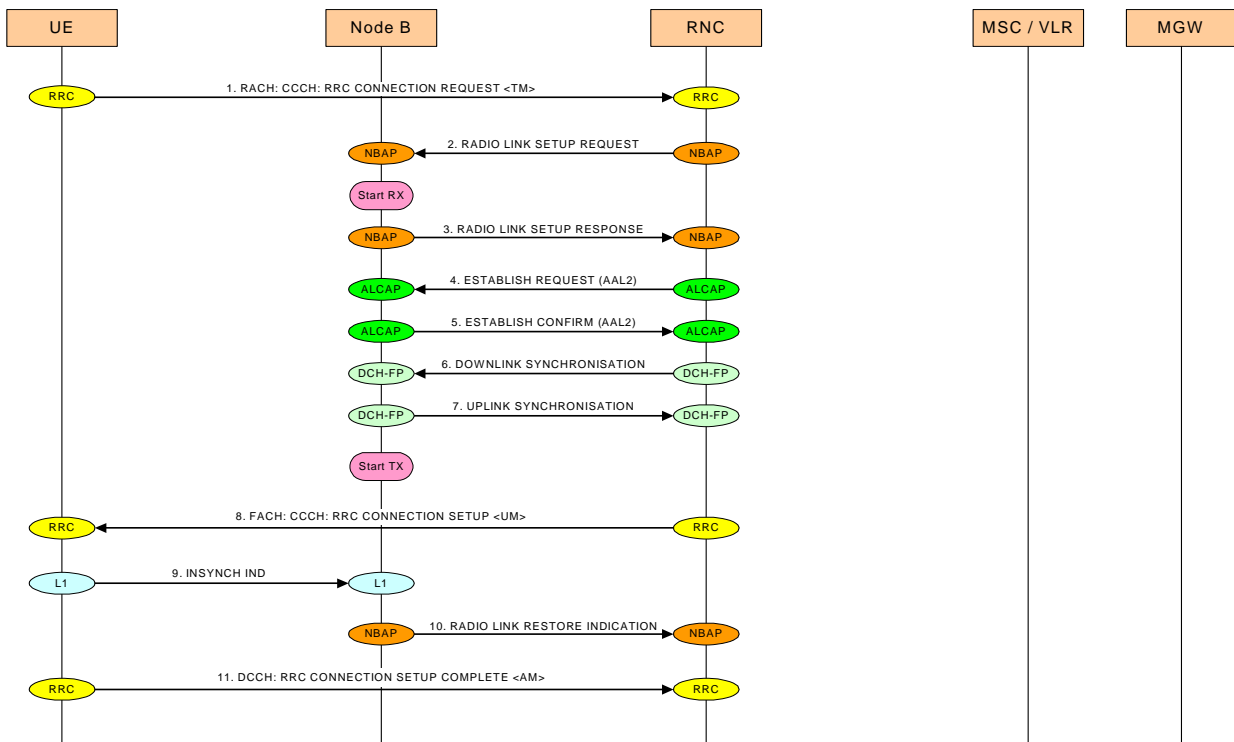 UE
Node B
RNC
MSC / VLR
MGW
1. RACH: CCCH: RRC CONNECTION REQUEST <TM>
RRC
RRC
2. RADIO LINK SETUP REQUEST
NBAP
NBAP
Start RX
3. RADIO LINK SETUP RESPONSE
NBAP
NBAP
4. ESTABLISH REQUEST (AAL2)
ALCAP
ALCAP
5. ESTABLISH CONFIRM (AAL2)
ALCAP
ALCAP
6. DOWNLINK SYNCHRONISATION
DCH-FP
DCH-FP
7. UPLINK SYNCHRONISATION
DCH-FP
DCH-FP
Start TX
8. FACH: CCCH: RRC CONNECTION SETUP <UM>
RRC
RRC
9. INSYNCH IND
L1
L1
10. RADIO LINK RESTORE INDICATION
NBAP
NBAP
11. DCCH: RRC CONNECTION SETUP COMPLETE <AM>
RRC
RRC